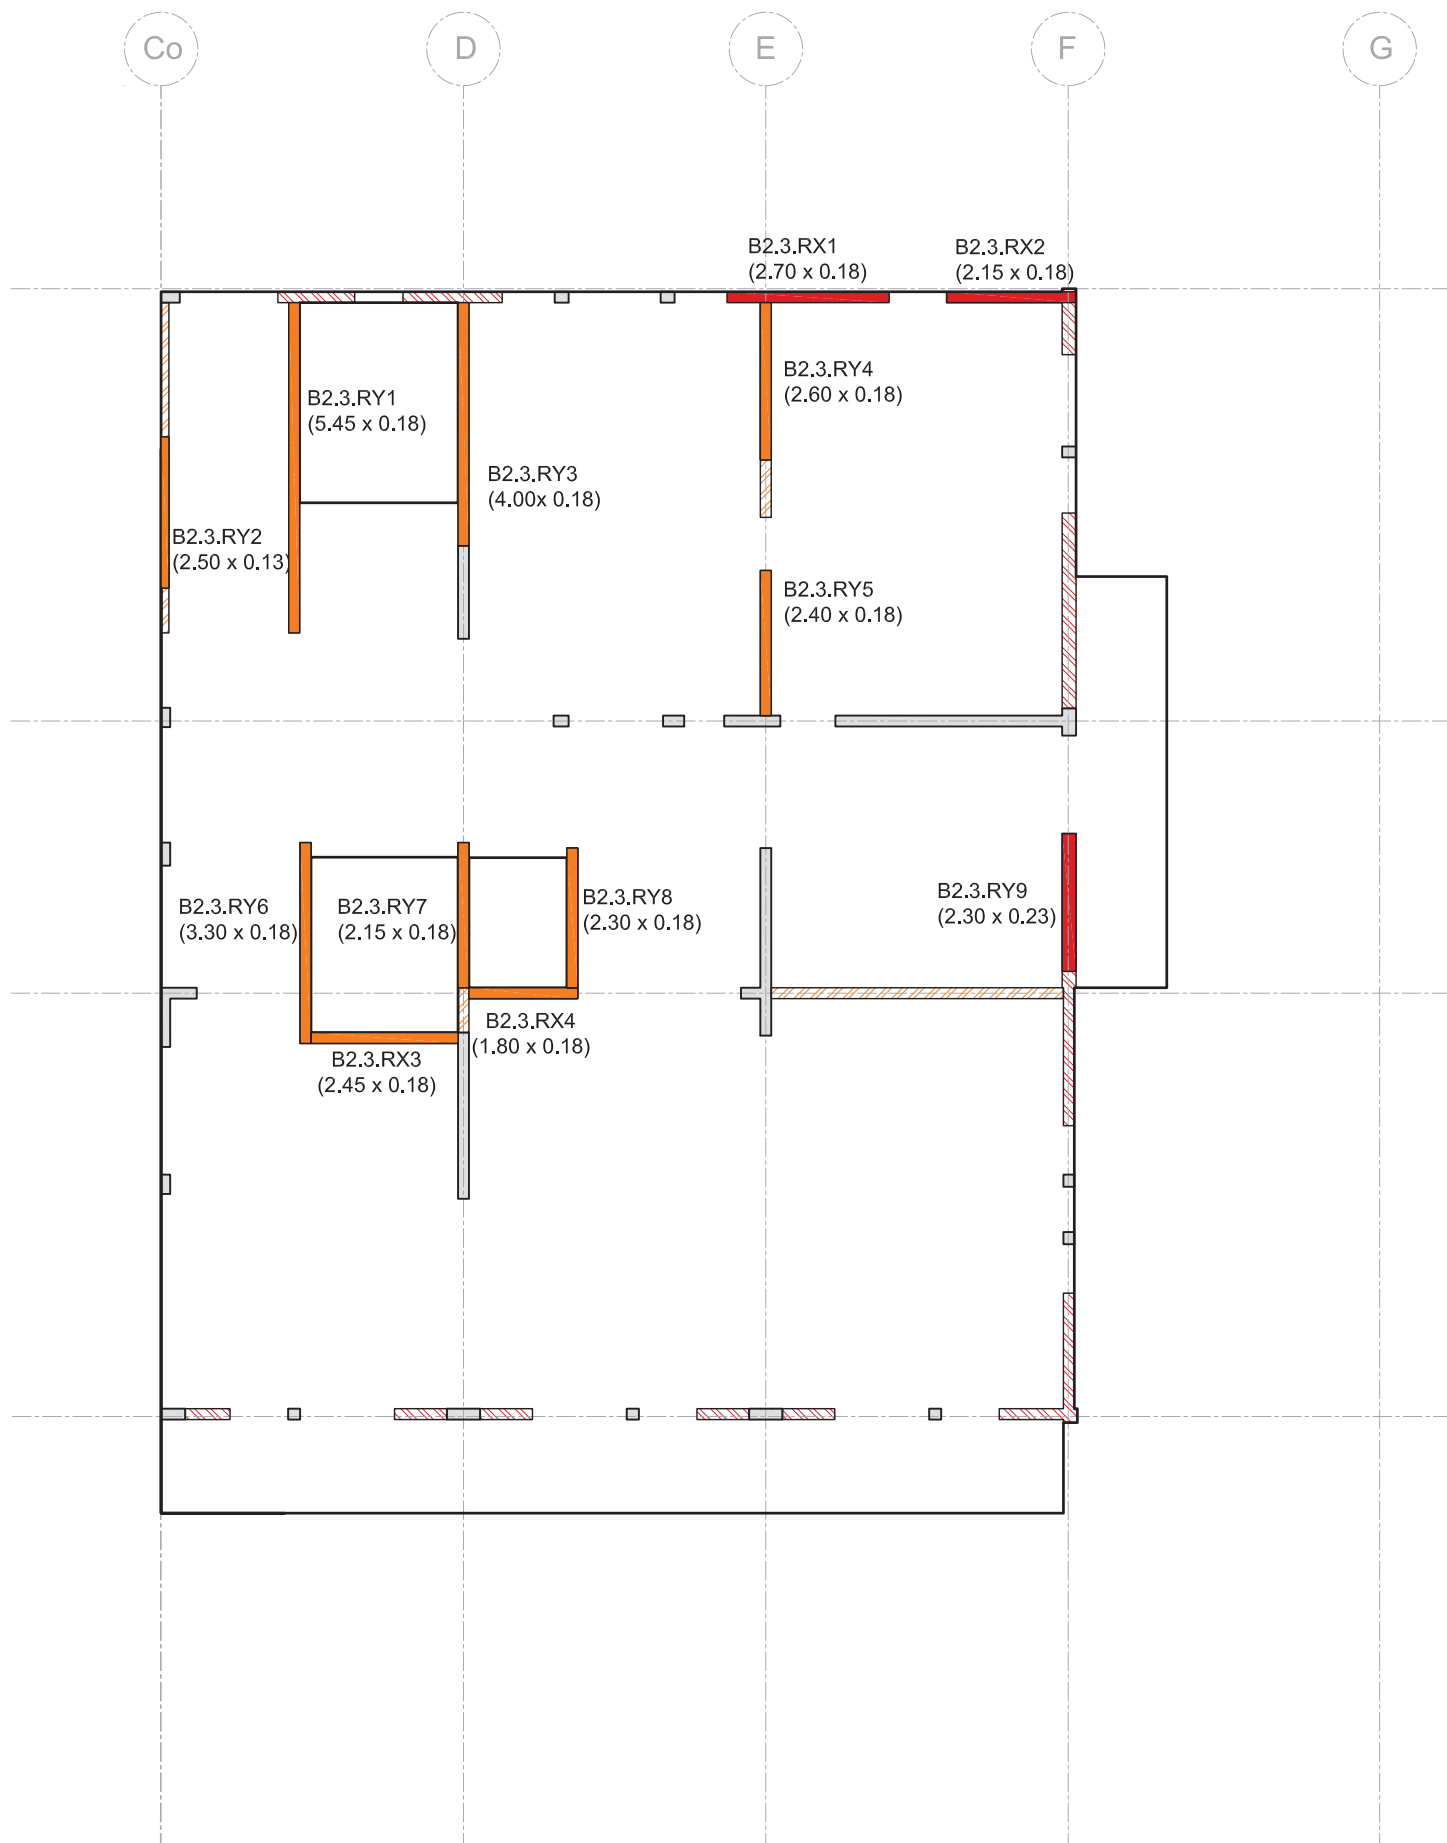 Co
D
E
F
G
B2.3.RX1
(2.70 x 0.18)
B2.3.RX2
(2.15 x 0.18)
B2.3.RY1
(5.45 x 0.18)
B2.3.RY4
(2.60 x 0.18)
B2.3.RY3
(4.00x 0.18)
B2.3.RY2
(2.50 x 0.13)
B2.3.RY5
(2.40 x 0.18)
B2.3.RY6
(3.30 x 0.18)
B2.3.RY7
(2.15 x 0.18)
B2.3.RY8
(2.30 x 0.18)
B2.3.RY9
(2.30 x 0.23)
B2.3.RX4
(1.80 x 0.18)
B2.3.RX3
(2.45 x 0.18)